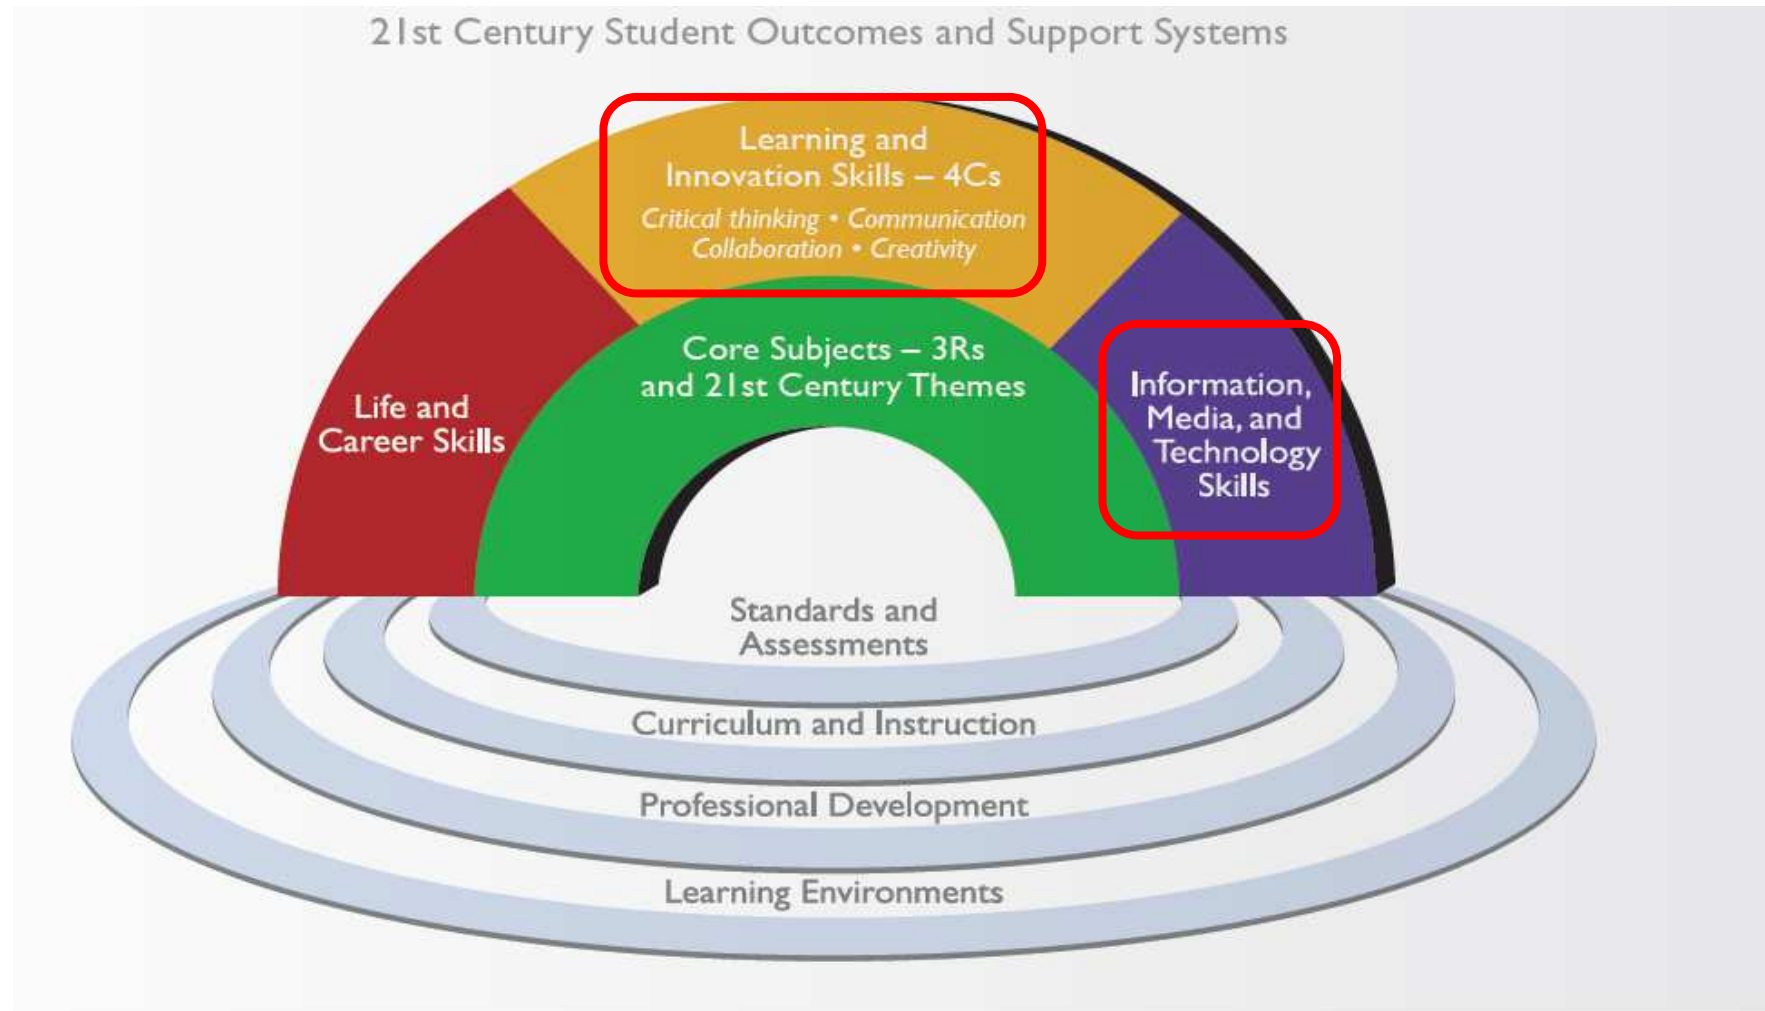 21st Century Student Outcomes and Support Systems
Learning and
Innovation Skills – 4Cs
Critical thinking • Communication
Collaboration • Creativity
Core Subjects – 3Rs
and 21st Century Themes
Life and
Career Skills
Information,
Media, and
Technology
Skills
Standards and
Assessments
Curriculum and Instruction
Professional Development
Learning Environments